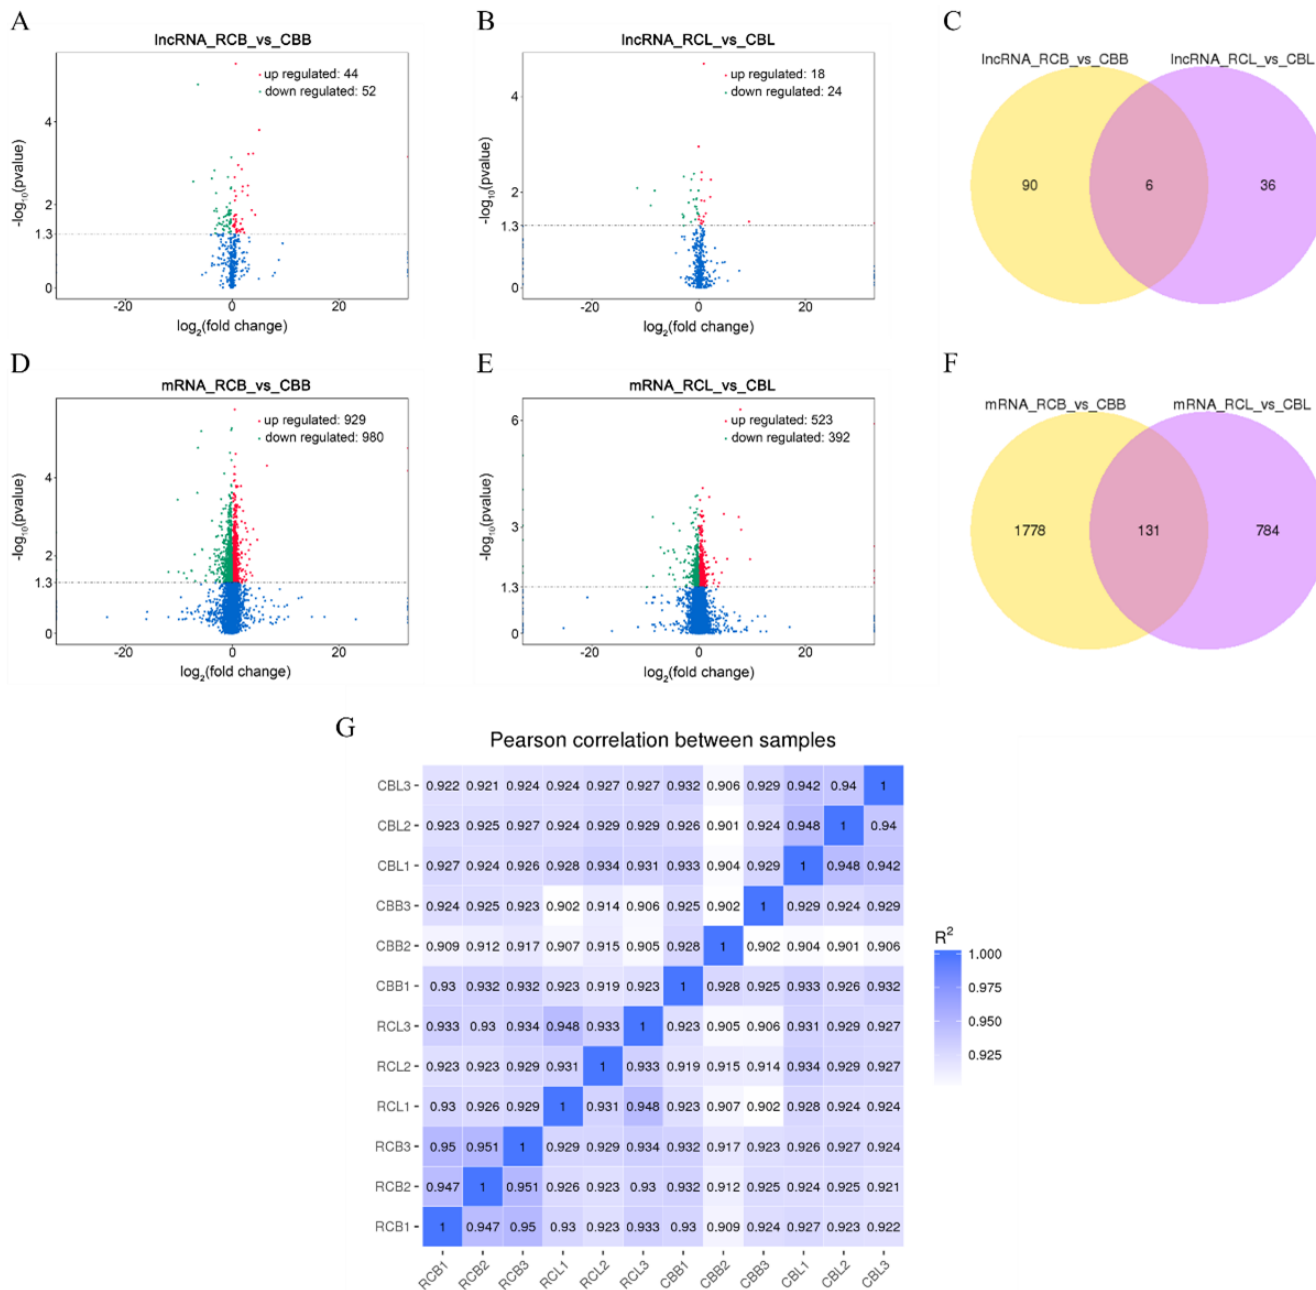 A
lncRNA_RCB_vs_CBB
up regulated: 44
down regulated: 52
4
2
1.3
0
-log10(pvalue)
-20 0 20
log2(fold change)
B
lncRNA_RCL_vs_CBL
up regulated: 18
down regulated: 24
4
2
1.3
0
-log10(pvalue)
-20 0 20
log2(fold change)
C
lncRNA_RCB_vs_CBB lncRNA_RCL_vs_CBL
90 6 36
D
mRNA_RCB_vs_CBB
up regulated: 929
down regulated: 980
4
2
1.3
0
-log10(pvalue)
-20 0 20
log2(fold change)
E
mRNA_RCL_vs_CBL
up regulated: 523
down regulated: 392
6
3
1.3
0
-log10(pvalue)
-20 0 20
log2(fold change)
F
mRNA_RCB_vs_CBB mRNA_RCL_vs_CBL
1778 131 784
G
Pearson correlation between samples
CBL3 0.922 0.921 0.924 0.924 0.927 0.927 0.932 0.906 0.929 0.942 0.94 1
CBL2 0.923 0.925 0.927 0.924 0.929 0.929 0.926 0.901 0.924 0.948 1 0.94
CBL1 0.927 0.924 0.926 0.928 0.934 0.931 0.933 0.904 0.929 1 0.948 0.942
CBB3 0.924 0.925 0.923 0.902 0.914 0.906 0.925 0.902 1 0.929 0.924 0.929
CBB2 0.909 0.912 0.917 0.907 0.915 0.905 0.928 1 0.902 0.904 0.901 0.906
CBB1 0.93 0.932 0.932 0.923 0.919 0.923 1 0.928 0.925 0.933 0.926 0.932
RCL3 0.933 0.93 0.934 0.948 0.933 1 0.923 0.905 0.906 0.931 0.929 0.927
RCL2 0.923 0.923 0.929 0.931 1 0.933 0.919 0.915 0.914 0.934 0.929 0.927
RCL1 0.93 0.926 0.929 1 0.931 0.948 0.923 0.907 0.902 0.928 0.924 0.924
RCB3 0.95 0.951 1 0.929 0.929 0.934 0.932 0.917 0.923 0.926 0.927 0.924
RCB2 0.947 1 0.951 0.926 0.923 0.93 0.932 0.912 0.925 0.924 0.925 0.921
RCB1 1 0.947 0.95 0.93 0.923 0.933 0.93 0.909 0.924 0.927 0.923 0.922
RCB1 RCB2 RCB3 RCL1 RCL2 RCL3 CBB1 CBB2 CBB3 CBL1 CBL2 CBL3
R2
1.000
0.975
0.950
0.925